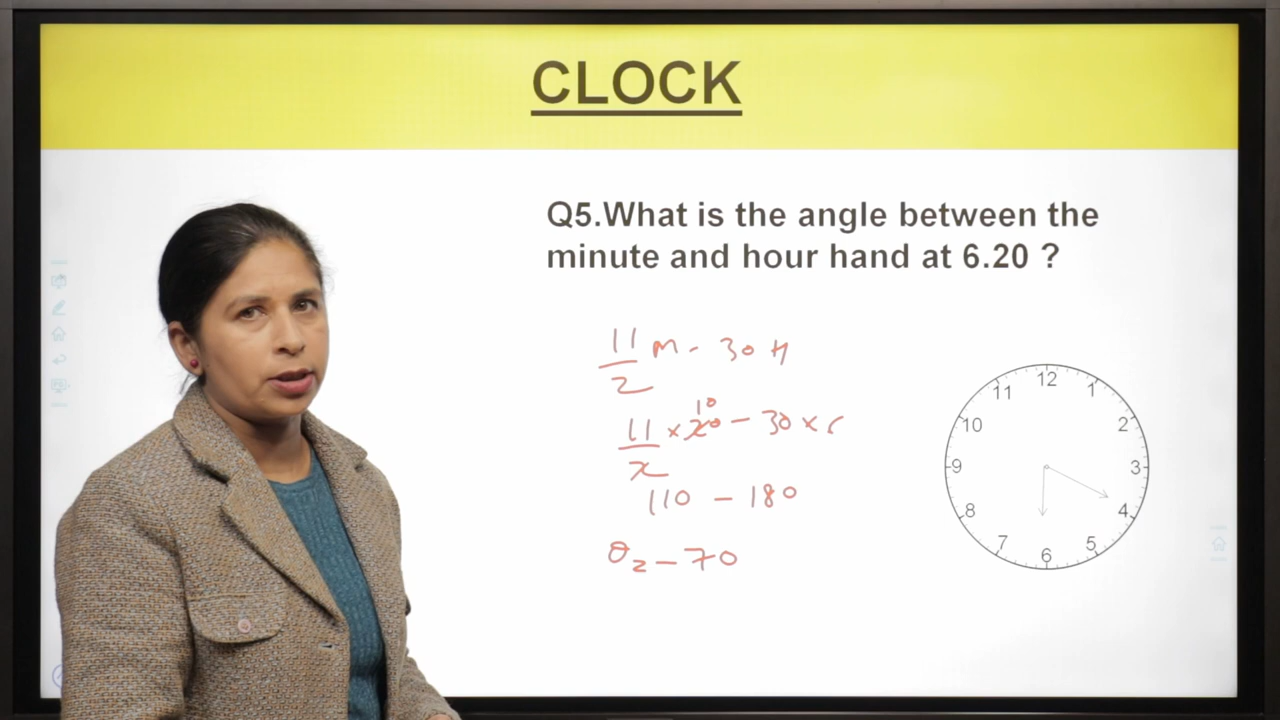 CLOCK
Q5.What is the angle between the
minute and hour hand at 6.20 ?
11/2 M - 30 H
10
11/2 × 20 - 30 × 6
110 - 180
θ = - 70
12
11
1
10
2
9
3
8
4
7
5
6